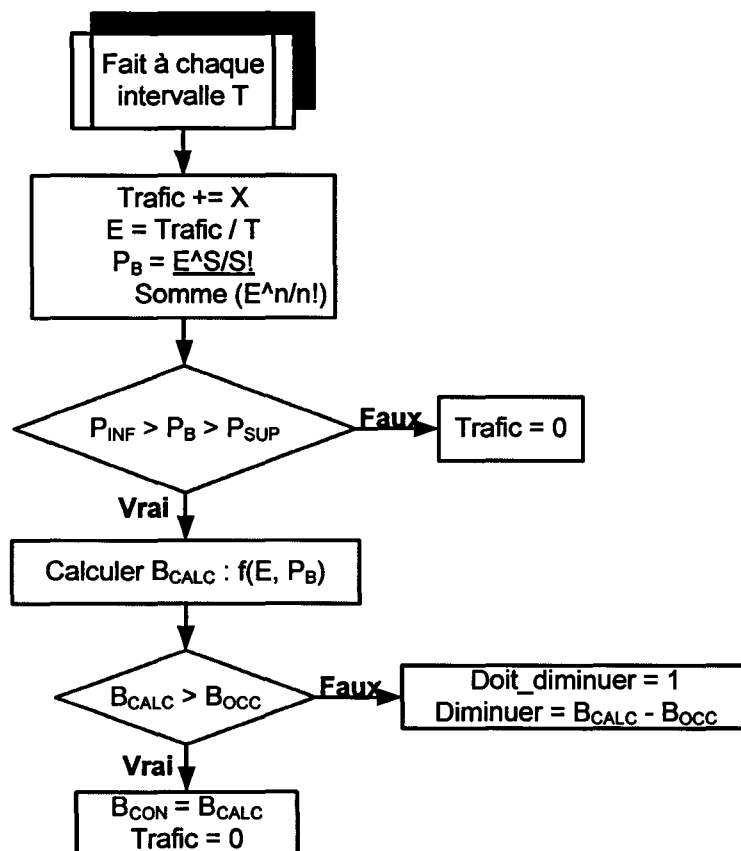 Fait à chaque
intervalle T
Trafic += X
E = Trafic / T
P_B = E^S/S!
Somme (E^n/n!)
P_INF > P_B > P_SUP
Faux
Trafic = 0
Vrai
Calculer B_CALC : f(E, P_B)
B_CALC > B_OCC
Faux
Doit_diminuer = 1
Diminuer = B_CALC - B_OCC
Vrai
B_CON = B_CALC
Trafic = 0